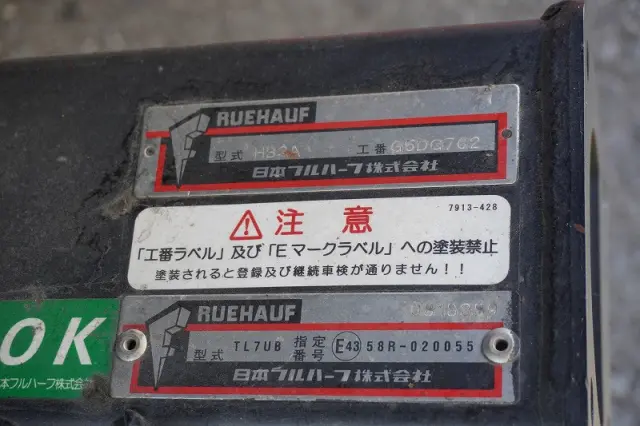 RUEHAUF
型式 工番 G5DQ762
日本フルハーフ株式会社
⚠注意 7913-428
「工番ラベル」及び「Eマークラベル」への塗装禁止
塗装されると登録及び継続車検が通りません!!
RUEHAUF
型式 TL7UB 指定番号 E43 58R-020055
日本フルハーフ株式会社
OK
本フルハーフ株式会社